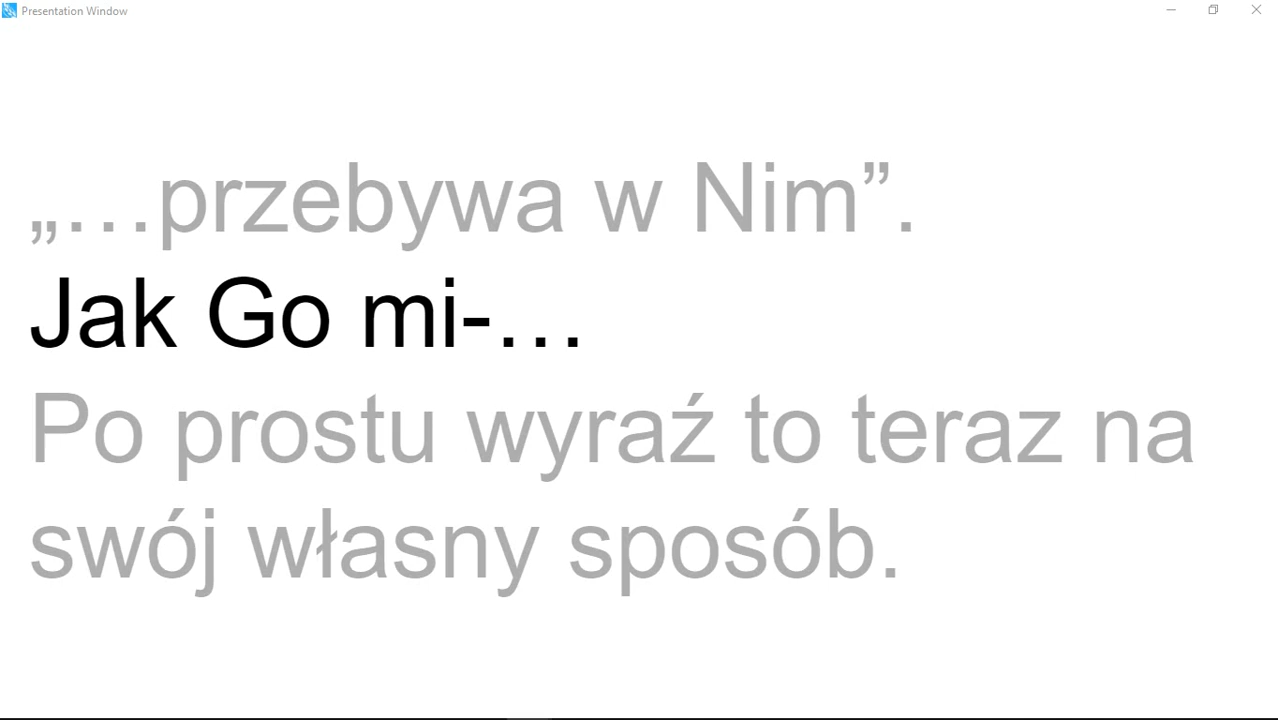 Presentation Window
„…przebywa w Nim”.
Jak Go mi-…
Po prostu wyraź to teraz na
swój własny sposób.